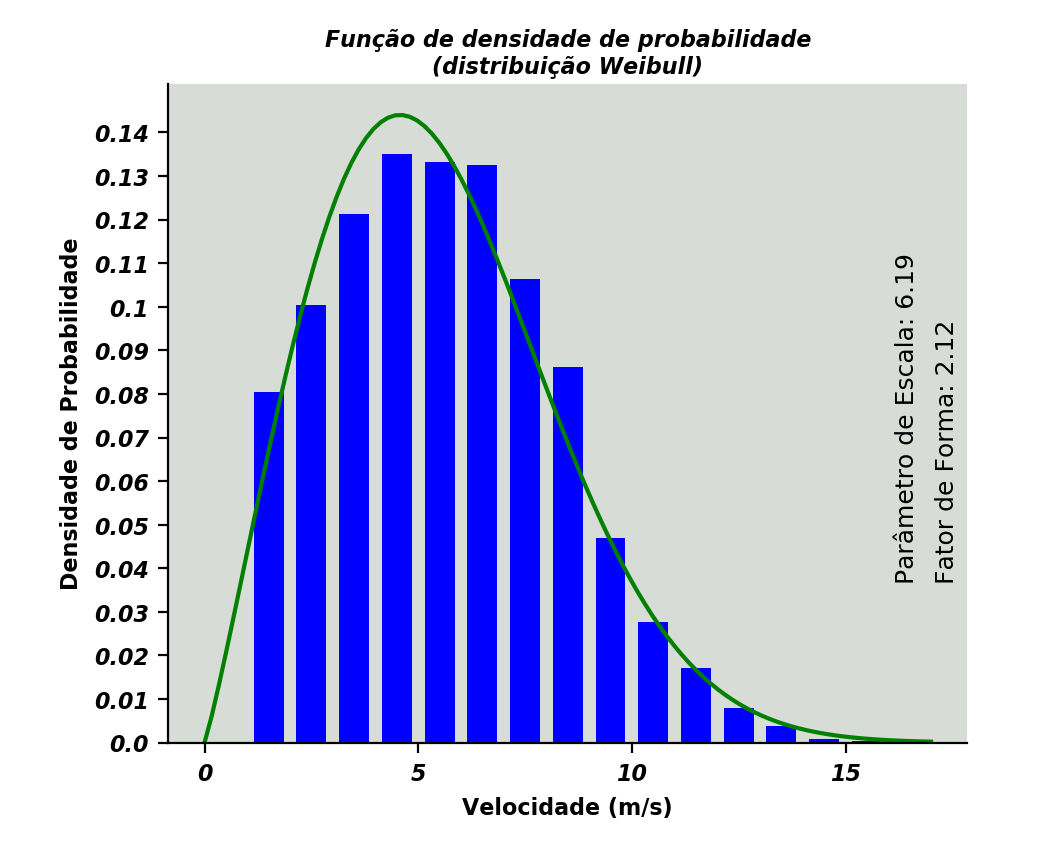 Função de densidade de probabilidade
(distribuição Weibull)
Densidade de Probabilidade
0.14
0.13
0.12
0.11
0.1
0.09
0.08
0.07
0.06
0.05
0.04
0.03
0.02
0.01
0.0
Parâmetro de Escala: 6.19
Fator de Forma: 2.12
0 5 10 15
Velocidade (m/s)